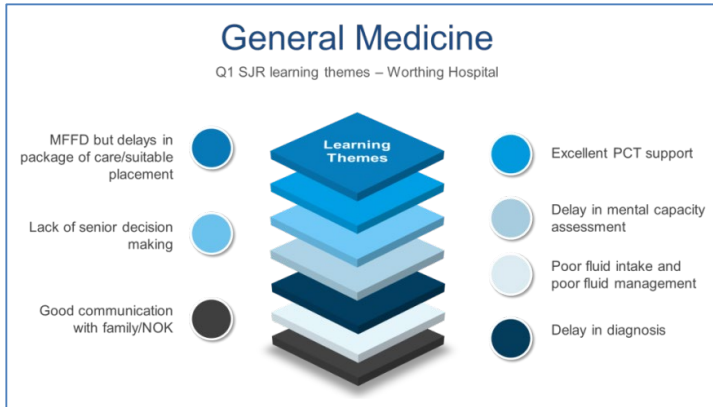 General Medicine
Q1 SJR learning themes – Worthing Hospital
MFFD but delays in
package of care/suitable
placement
Lack of senior decision
making
Good communication
with family/NOK
Learning
Themes
Excellent PCT support
Delay in mental capacity
assessment
Poor fluid intake and
poor fluid management
Delay in diagnosis